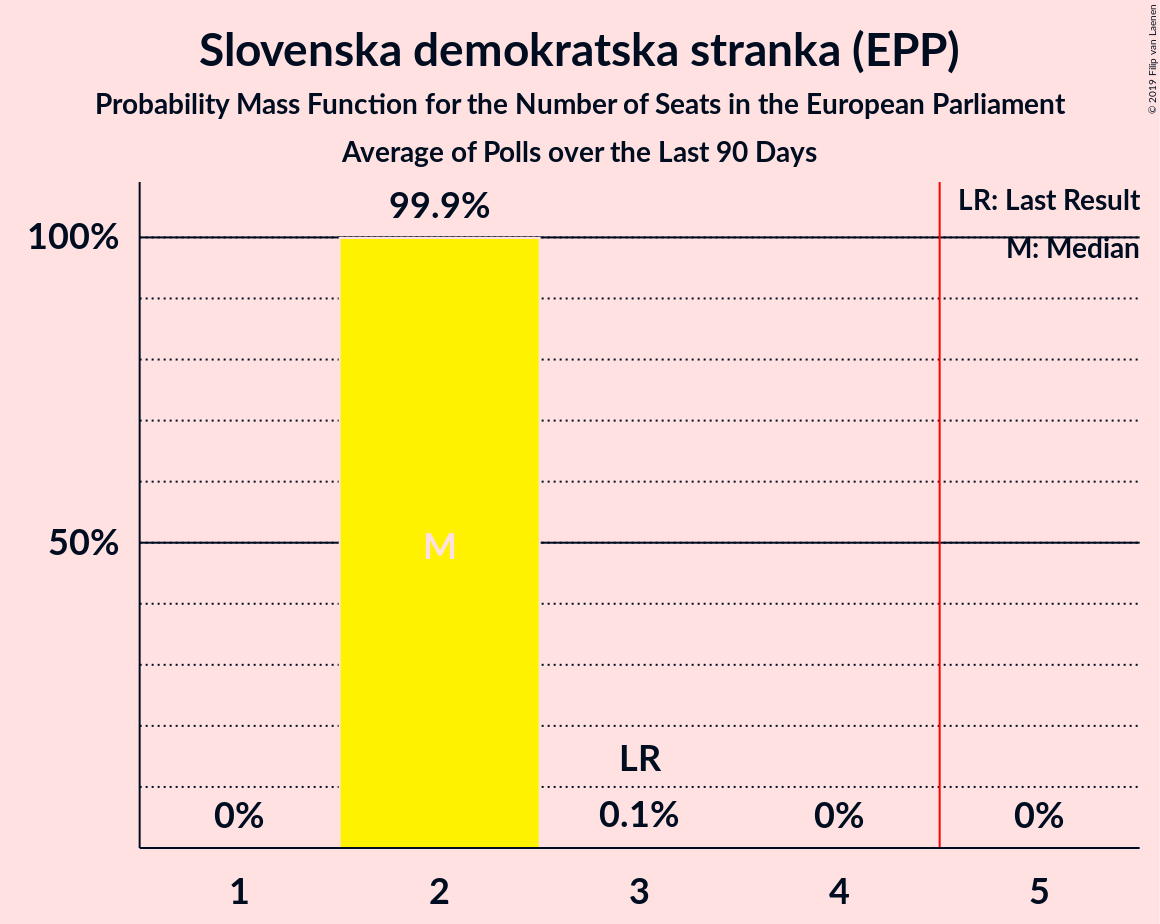 Slovenska demokratska stranka (EPP)
Probability Mass Function for the Number of Seats in the European Parliament
Average of Polls over the Last 90 Days
© 2019 Filip van Laenen
99.9%
LR: Last Result
100%
M: Median
M
50%
LR
0% 0.1% 0% 0%
1 2 3 4 5